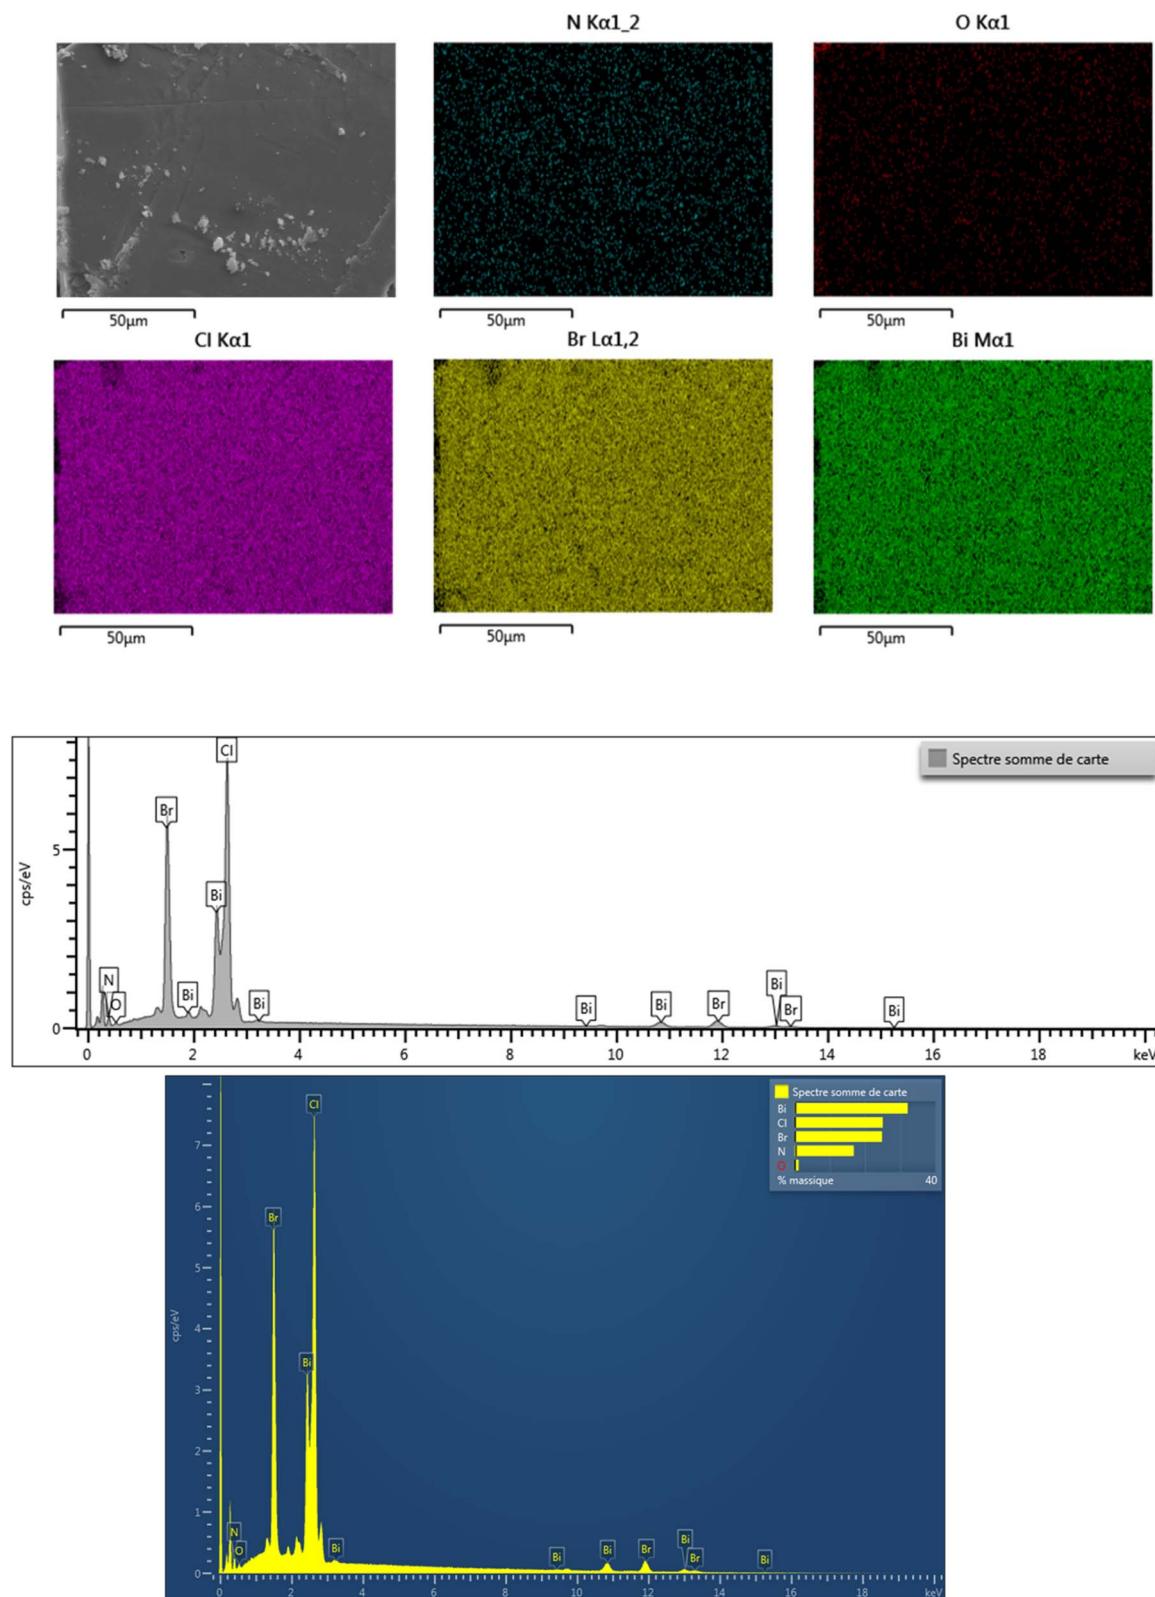 N Kα1_2
O Kα1
50μm
50μm
50μm
Cl Kα1
Br Lα1,2
Bi Mα1
50μm
50μm
50μm
Spectre somme de carte
cps/eV
5
0
Cl
Br
Bi
N
O
Bi
Bi
Bi
Bi
Br
Bi
Br
Bi
0 2 4 6 8 10 12 14 16 18 keV
Spectre somme de carte
Bi
Cl
Br
N
O
% massique 40
cps/eV
7
6
5
4
3
2
1
0
Cl
Br
Bi
N
O
Bi
Bi
Bi
Br
Bi
Br
Bi
0 2 4 6 8 10 12 14 16 18 keV